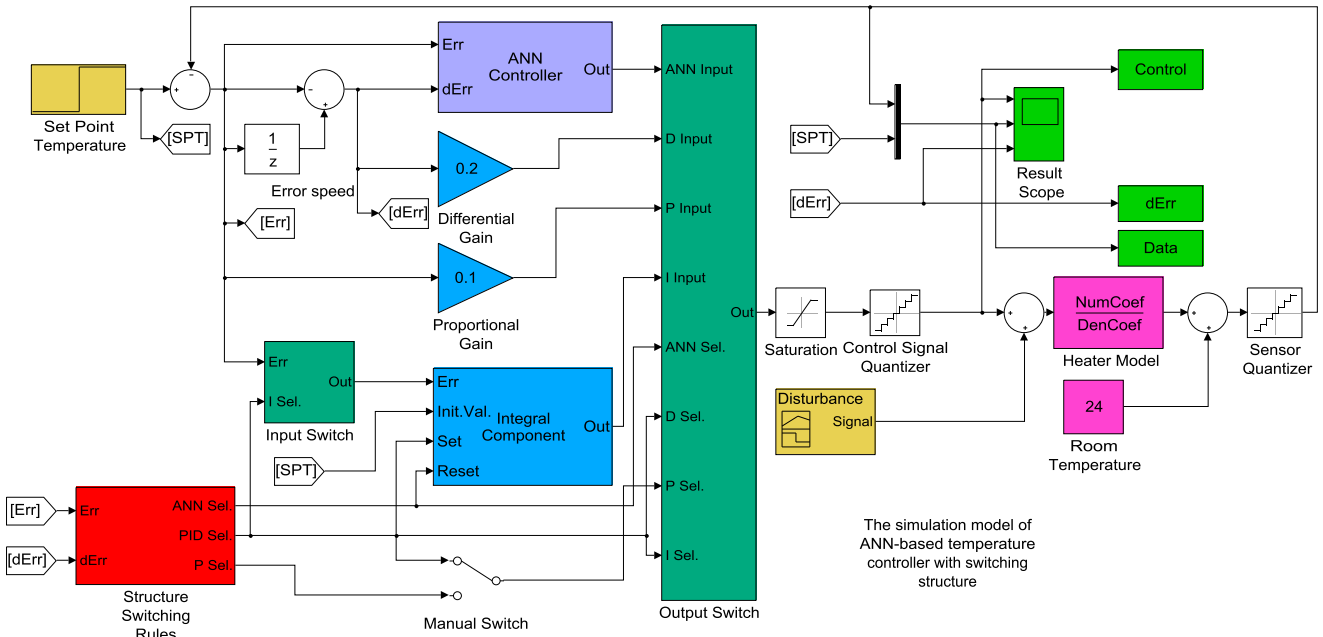 Set Point
Temperature
[SPT]
-
+
1
z
Error speed
-
+
[Err]
[dErr]
Err
dErr
ANN
Controller
Out
0.2
Differential
Gain
0.1
Proportional
Gain
Err
I Sel.
Out
Input Switch
[SPT]
Err
Init.Val.
Set
Reset
Integral
Component
Out
[Err]
[dErr]
Err
dErr
ANN Sel.
PID Sel.
P Sel.
Structure
Switching
Rules
Manual Switch
ANN Input
D Input
P Input
I Input
ANN Sel.
D Sel.
P Sel.
I Sel.
Out
Output Switch
[SPT]
[dErr]
Result
Scope
Control
dErr
Data
Saturation
Control Signal
Quantizer
+
+
NumCoef
DenCoef
Heater Model
+
+
Sensor
Quantizer
Disturbance
Signal
24
Room
Temperature
The simulation model of
ANN-based temperature
controller with switching
structure